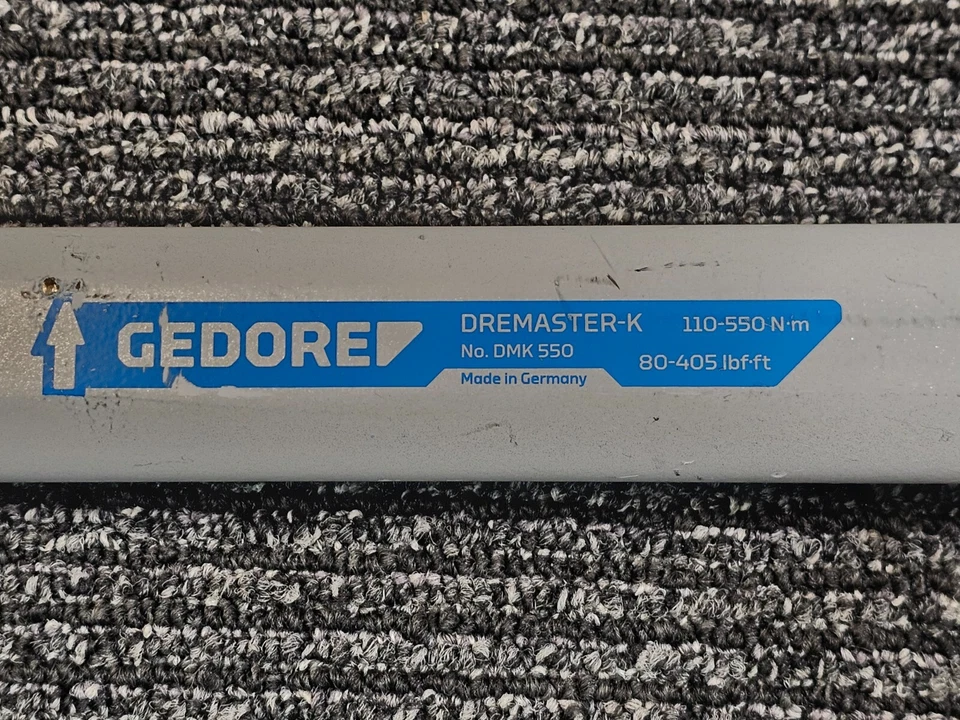 GEDORE
DREMASTER-K 110-550 N·m
No. DMK 550 80-405 lbf·ft
Made in Germany